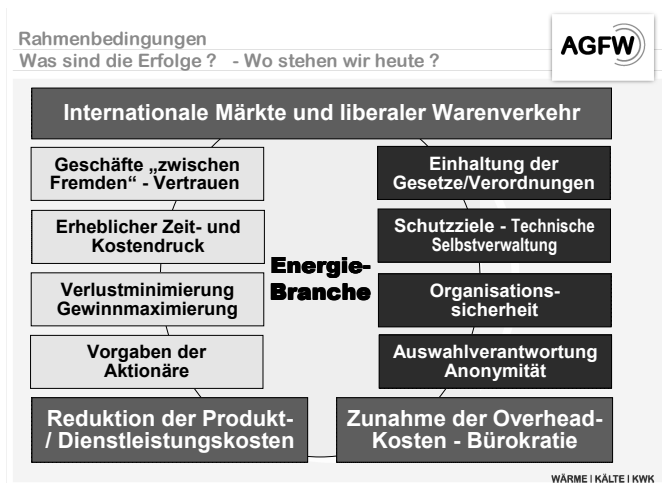 Rahmenbedingungen
Was sind die Erfolge ? - Wo stehen wir heute ?
AGFW
Internationale Märkte und liberaler Warenverkehr
Geschäfte „zwischen
Fremden“ - Vertrauen
Erheblicher Zeit- und
Kostendruck
Verlustminimierung
Gewinnmaximierung
Vorgaben der
Aktionäre
Energie-
Branche
Einhaltung der
Gesetze/Verordnungen
Schutzziele - Technische
Selbstverwaltung
Organisations-
sicherheit
Auswahlverantwortung
Anonymität
Reduktion der Produkt-
/ Dienstleistungskosten
Zunahme der Overhead-
Kosten - Bürokratie
WÄRME | KÄLTE | KWK